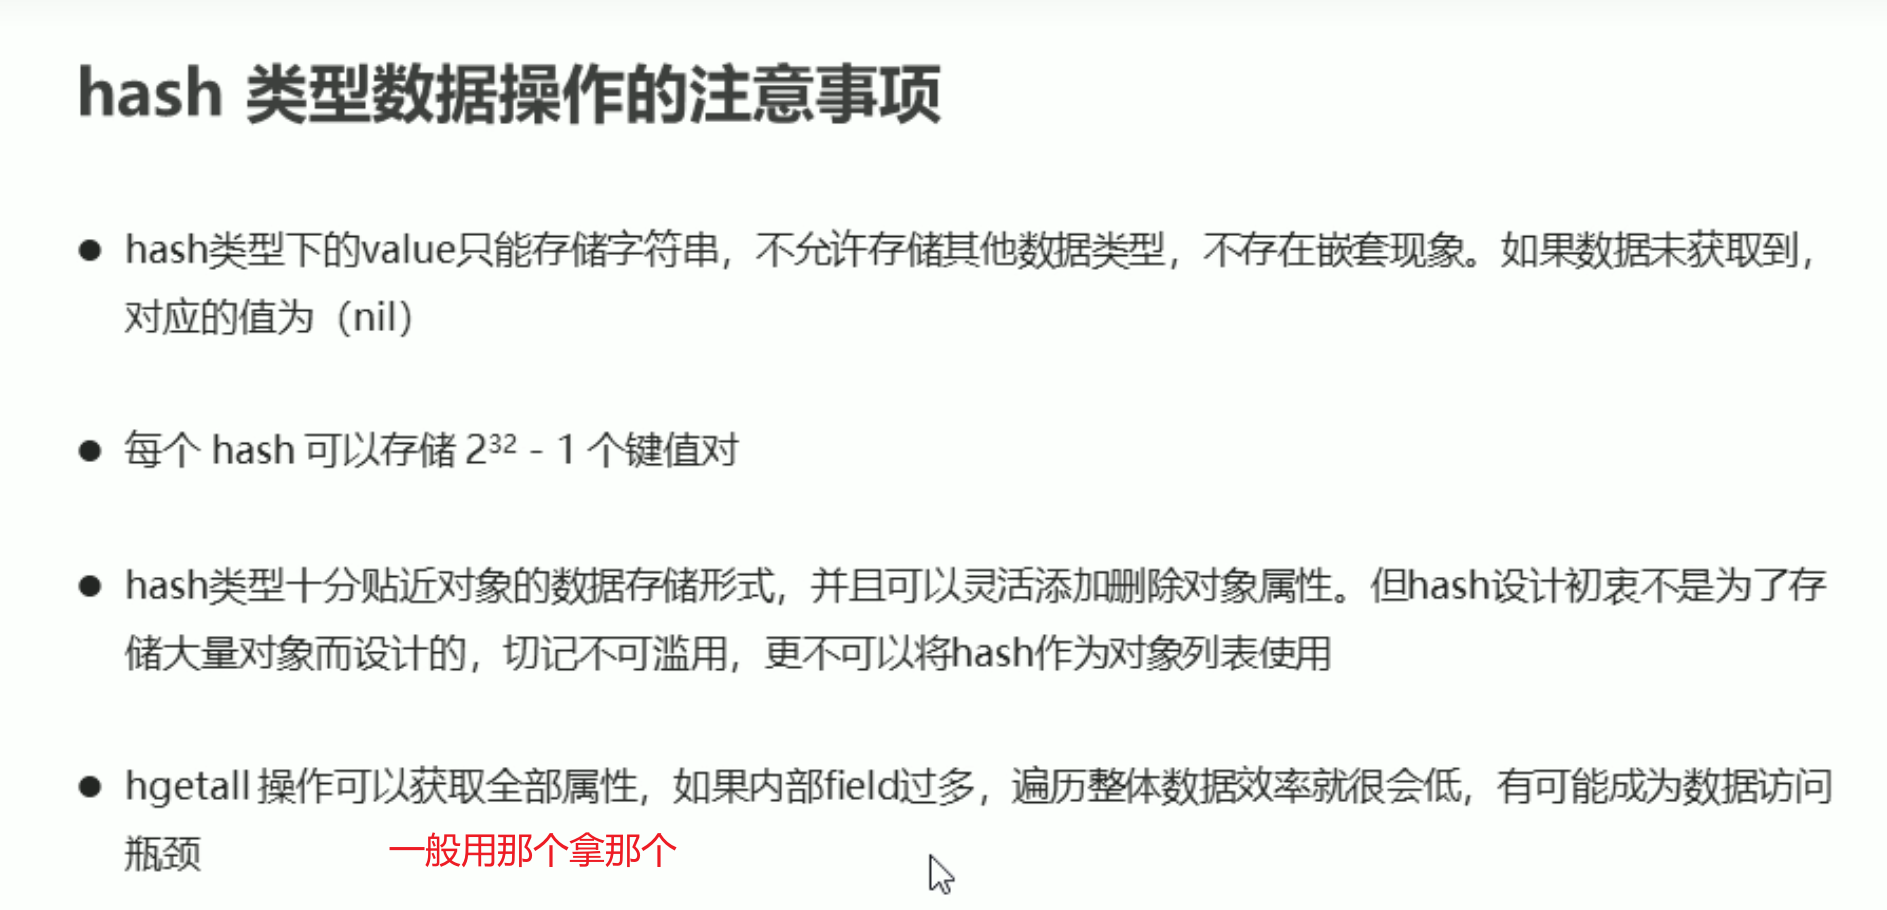 hash 类型数据操作的注意事项
● hash类型下的value只能存储字符串，不允许存储其他数据类型，不存在嵌套现象。如果数据未获取到，
对应的值为（nil）
● 每个 hash 可以存储 2³² - 1 个键值对
● hash类型十分贴近对象的数据存储形式，并且可以灵活添加删除对象属性。但hash设计初衷不是为了存
储大量对象而设计的，切记不可滥用，更不可以将hash作为对象列表使用
● hgetall 操作可以获取全部属性，如果内部field过多，遍历整体数据效率就很会低，有可能成为数据访问
瓶颈 一般用那个拿那个